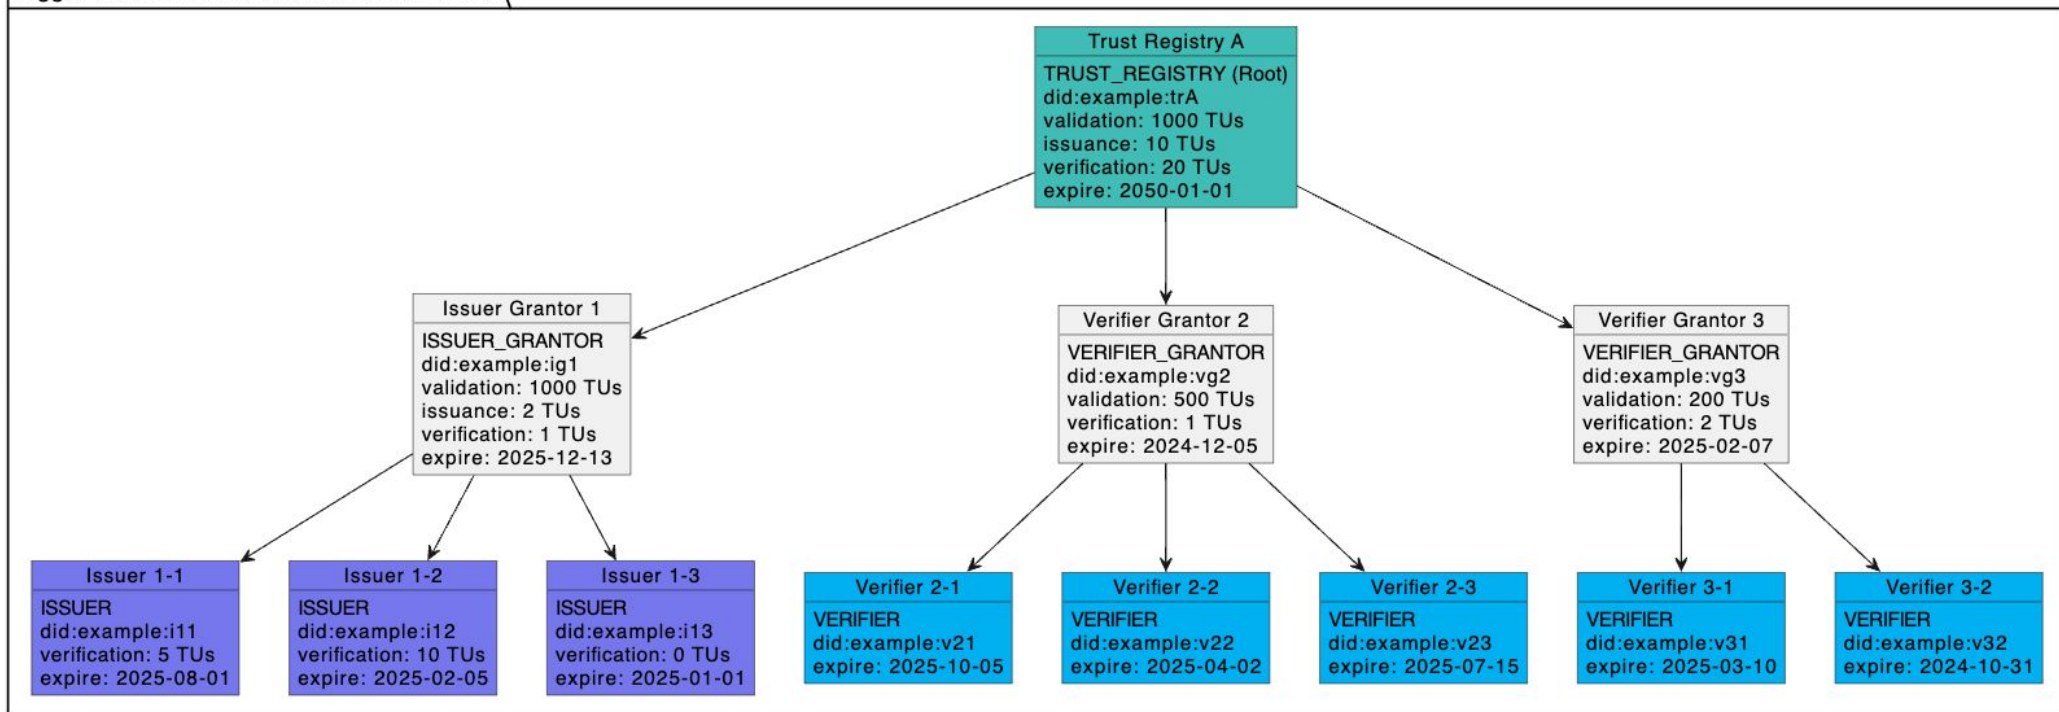 Trust Registry A
TRUST_REGISTRY (Root)
did:example:trA
validation: 1000 TUs
issuance: 10 TUs
verification: 20 TUs
expire: 2050-01-01
Issuer Grantor 1
ISSUER_GRANTOR
did:example:ig1
validation: 1000 TUs
issuance: 2 TUs
verification: 1 TUs
expire: 2025-12-13
Verifier Grantor 2
VERIFIER_GRANTOR
did:example:vg2
validation: 500 TUs
verification: 1 TUs
expire: 2024-12-05
Verifier Grantor 3
VERIFIER_GRANTOR
did:example:vg3
validation: 200 TUs
verification: 2 TUs
expire: 2025-02-07
Issuer 1-1
ISSUER
did:example:i11
verification: 5 TUs
expire: 2025-08-01
Issuer 1-2
ISSUER
did:example:i12
verification: 10 TUs
expire: 2025-02-05
Issuer 1-3
ISSUER
did:example:i13
verification: 0 TUs
expire: 2025-01-01
Verifier 2-1
VERIFIER
did:example:v21
expire: 2025-10-05
Verifier 2-2
VERIFIER
did:example:v22
expire: 2025-04-02
Verifier 2-3
VERIFIER
did:example:v23
expire: 2025-07-15
Verifier 3-1
VERIFIER
did:example:v31
expire: 2025-03-10
Verifier 3-2
VERIFIER
did:example:v32
expire: 2024-10-31